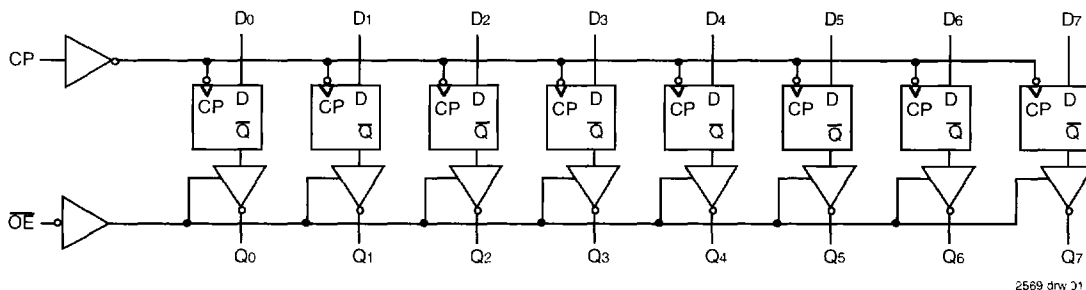 D0 D1 D2 D3 D4 D5 D6 D7
CP
CP D CP D CP D CP D CP D CP D CP D CP D
Q̅ Q̅ Q̅ Q̅ Q̅ Q̅ Q̅ Q̅
O̅E̅
Q0 Q1 Q2 Q3 Q4 Q5 Q6 Q7
2569 drw 01